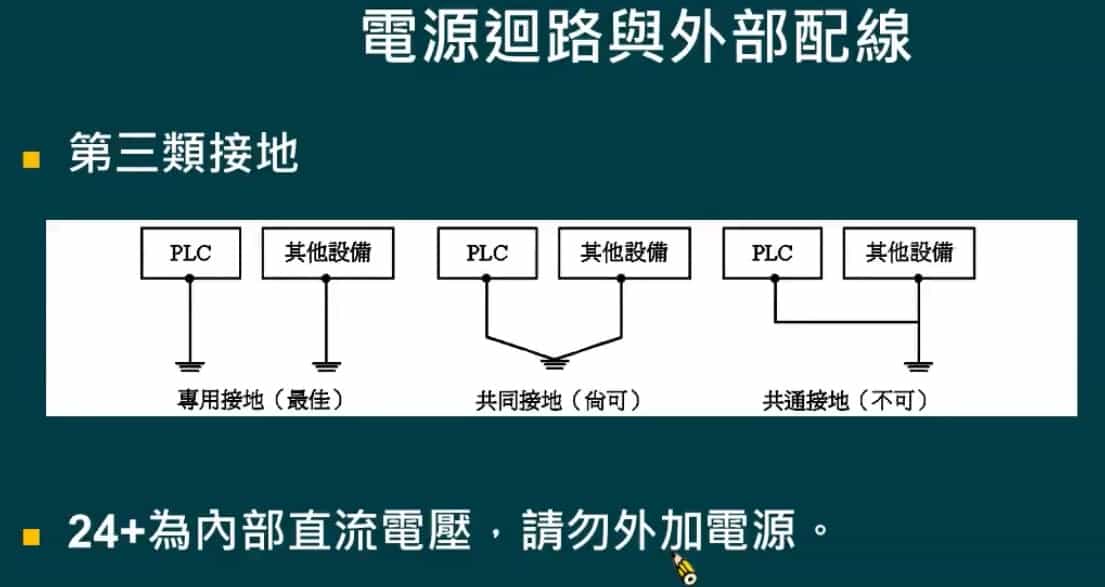 電源迴路與外部配線
第三類接地
PLC 其他設備 PLC 其他設備 PLC 其他設備
專用接地（最佳） 共同接地（尚可） 共通接地（不可）
24+為內部直流電壓，請勿外加電源。